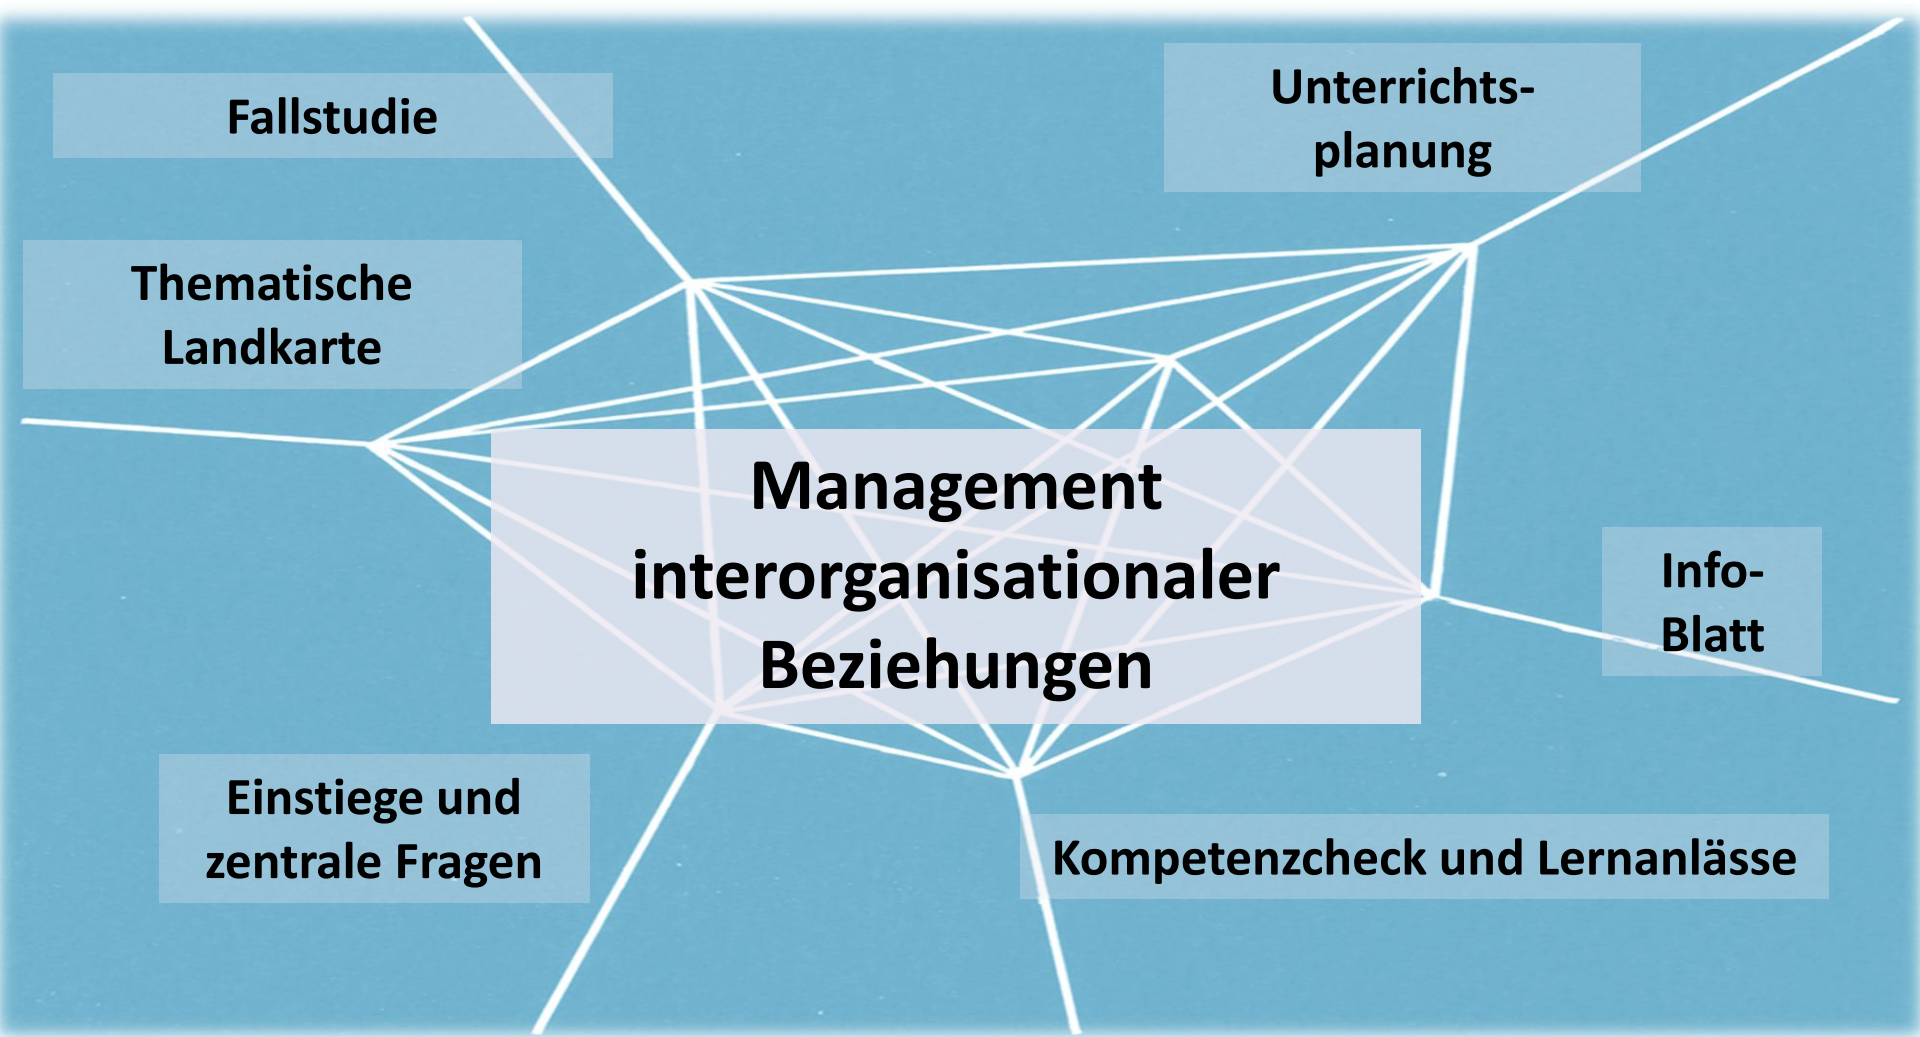 Fallstudie
Unterrichts-
planung
Thematische
Landkarte
Management
interorganisationaler
Beziehungen
Info-
Blatt
Einstiege und
zentrale Fragen
Kompetenzcheck und Lernanlässe